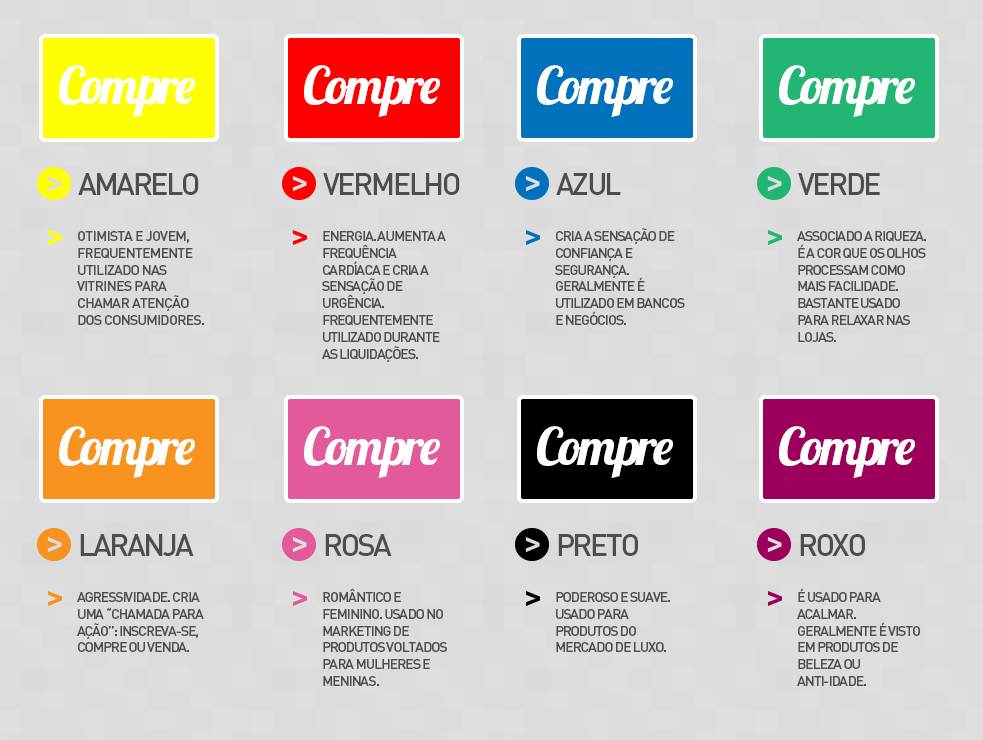 Compre
AMARELO
OTIMISTA E JOVEM,
FREQUENTEMENTE
UTILIZADO NAS
VITRINES PARA
CHAMAR ATENÇÃO
DOS CONSUMIDORES.
Compre
VERMELHO
ENERGIA.AUMENTA A
FREQUÊNCIA
CARDÍACA E CRIA A
SENSAÇÃO DE
URGÊNCIA.
FREQUENTEMENTE
UTILIZADO DURANTE
AS LIQUIDAÇÕES.
Compre
AZUL
CRIA A SENSAÇÃO DE
CONFIANÇA E
SEGURANÇA.
GERALMENTE É
UTILIZADO EM BANCOS
E NEGÓCIOS.
Compre
VERDE
ASSOCIADO A RIQUEZA.
É A COR QUE OS OLHOS
PROCESSAM COMO
MAIS FACILIDADE.
BASTANTE USADO
PARA RELAXAR NAS
LOJAS.
Compre
LARANJA
AGRESSIVIDADE. CRIA
UMA “CHAMADA PARA
AÇÃO”: INSCREVA-SE,
COMPRE OU VENDA.
Compre
ROSA
ROMÂNTICO E
FEMININO. USADO NO
MARKETING DE
PRODUTOS VOLTADOS
PARA MULHERES E
MENINAS.
Compre
PRETO
PODEROSO E SUAVE.
USADO PARA
PRODUTOS DO
MERCADO DE LUXO.
Compre
ROXO
É USADO PARA
ACALMAR.
GERALMENTE É VISTO
EM PRODUTOS DE
BELEZA OU
ANTI-IDADE.